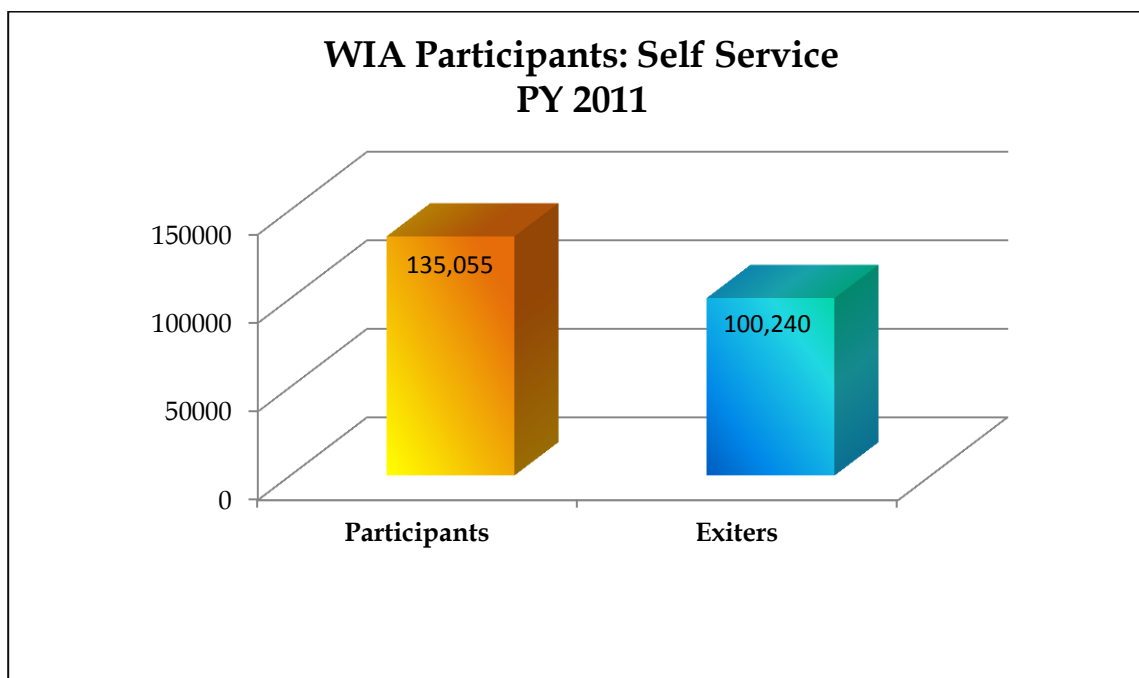 WIA Participants: Self Service
PY 2011
150000
100000
50000
0
135,055
100,240
Participants
Exiters